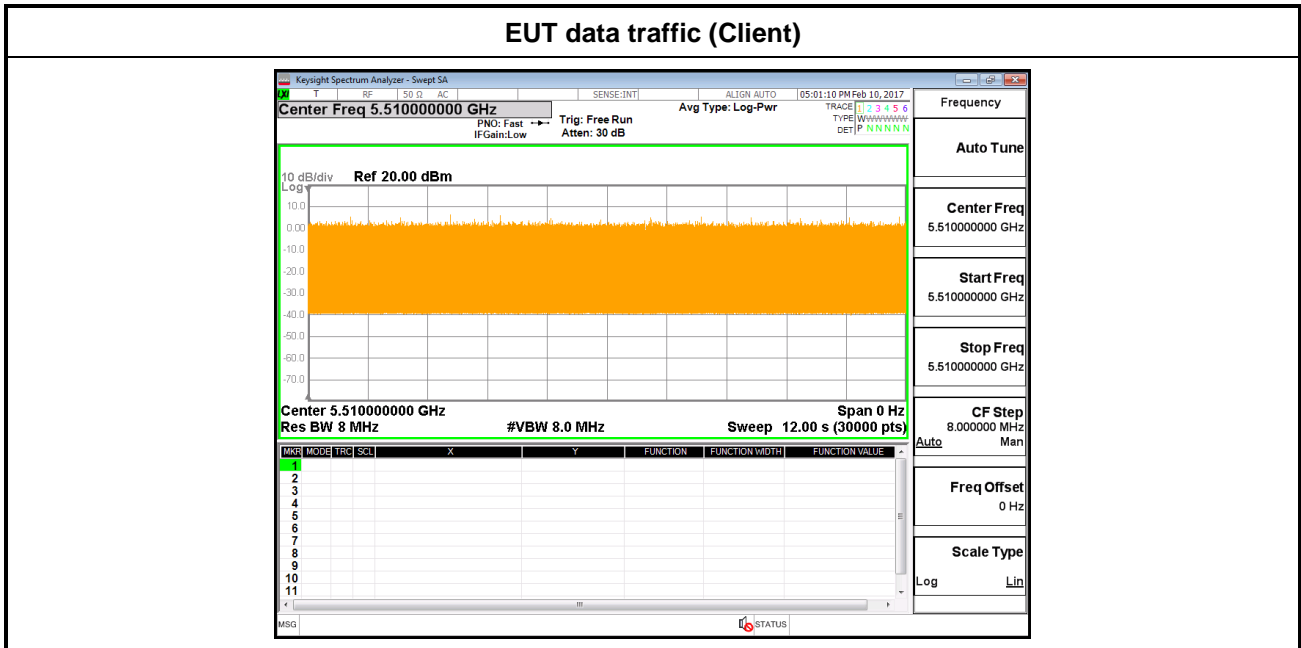 EUT data traffic (Client)
Keysight Spectrum Analyzer - Swept SA
LXI T RF 50 Ω AC SENSE:INT ALIGN AUTO 05:01:10 PM Feb 10, 2017
Center Freq 5.510000000 GHz
PNO: Fast
IFGain:Low
Trig: Free Run
Atten: 30 dB
Avg Type: Log-Pwr
TRACE 1 2 3 4 5 6
TYPE WWWWWW
DET P N N N N N
10 dB/div Ref 20.00 dBm
Log
10.0
0.00
-10.0
-20.0
-30.0
-40.0
-50.0
-60.0
-70.0
Center 5.510000000 GHz Span 0 Hz
Res BW 8 MHz #VBW 8.0 MHz Sweep 12.00 s (30000 pts)
MKR MODE TRC SCL X Y FUNCTION FUNCTION WIDTH FUNCTION VALUE
1
2
3
4
5
6
7
8
9
10
11
MSG STATUS
Frequency
Auto Tune
Center Freq
5.510000000 GHz
Start Freq
5.510000000 GHz
Stop Freq
5.510000000 GHz
CF Step
8.000000 MHz
Auto Man
Freq Offset
0 Hz
Scale Type
Log Lin